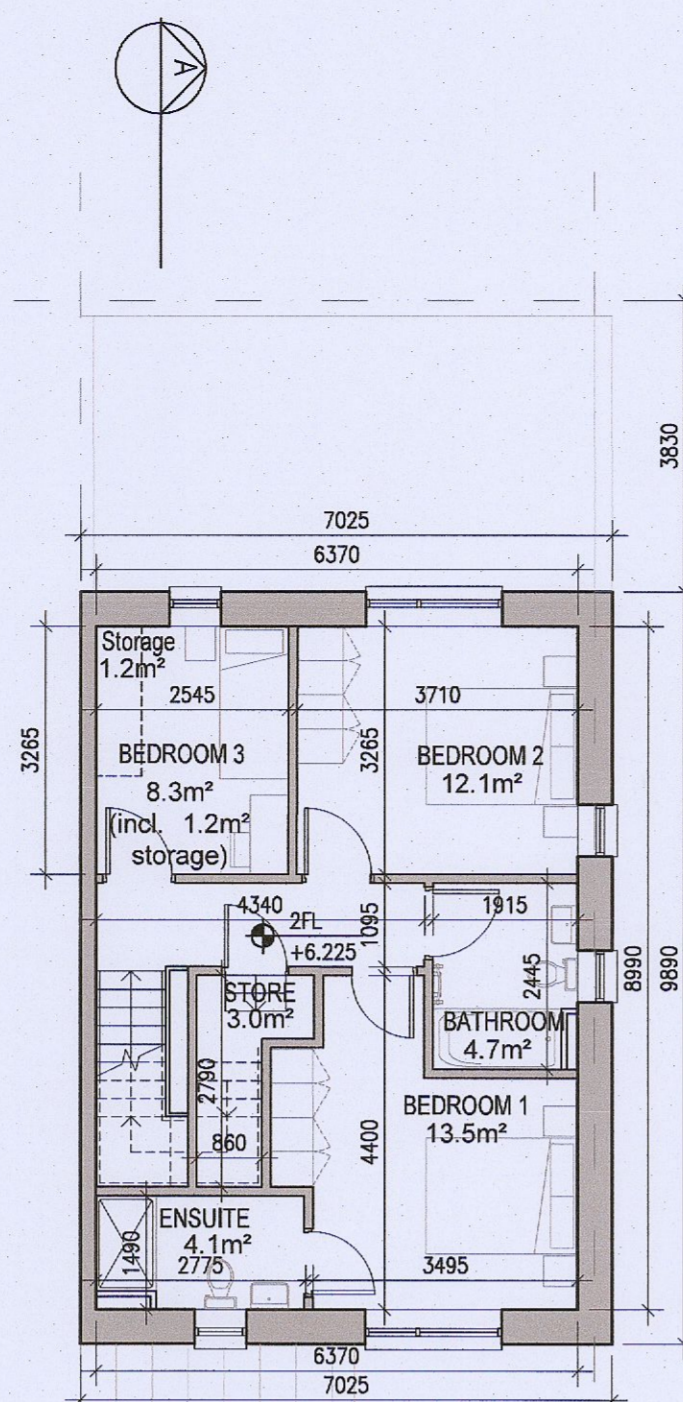 A
3830
7025
6370
Storage
1.2m²
2545
3710
3265
3265
BEDROOM 3
8.3m²
(incl. 1.2m²
storage)
BEDROOM 2
12.1m²
4340
1095
1915
2FL
+6.225
2445
8990
9890
STORE
3.0m²
BATHROOM
4.7m²
2790
860
4400
BEDROOM 1
13.5m²
ENSUITE
4.1m²
1490
2775
3495
6370
7025